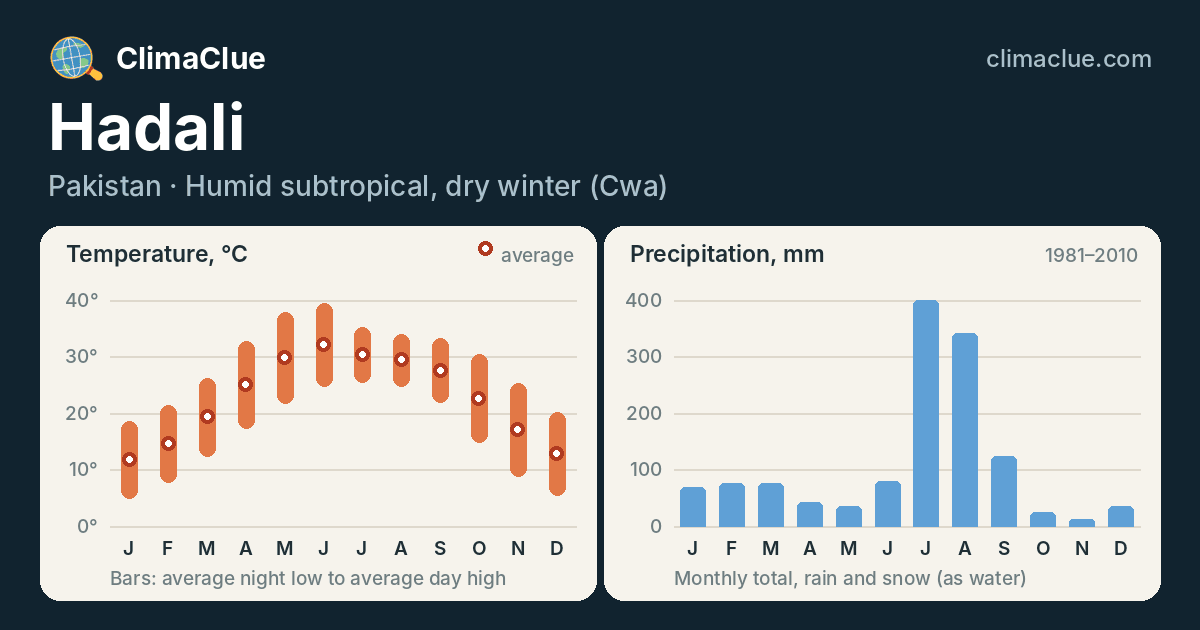 ClimaClue
climaclue.com
Hadali
Pakistan · Humid subtropical, dry winter (Cwa)
Temperature, °C
average
40°
30°
20°
10°
0°
J F M A M J J A S O N D
Bars: average night low to average day high
Precipitation, mm
1981–2010
400
300
200
100
0
J F M A M J J A S O N D
Monthly total, rain and snow (as water)